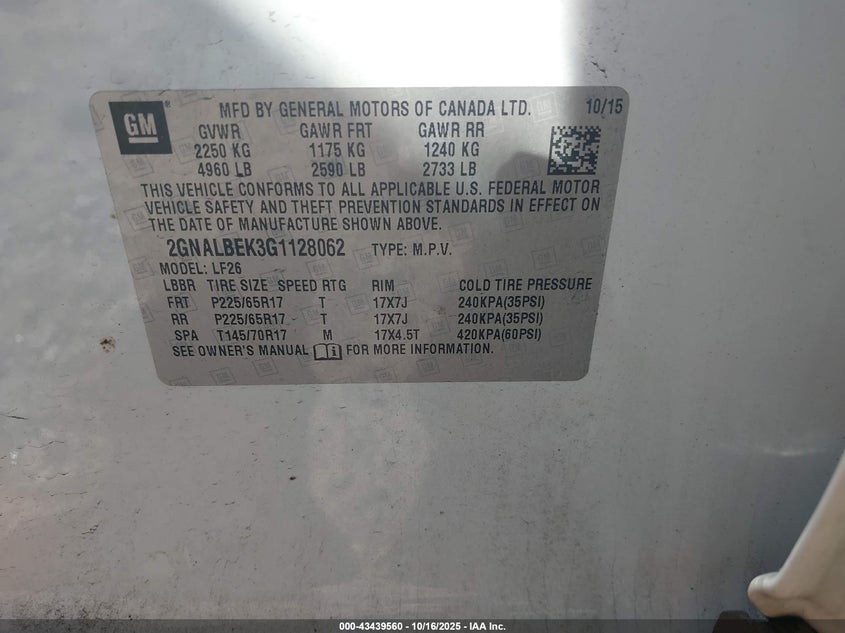 GM ® MFD BY GENERAL MOTORS OF CANADA LTD. 10/15
GVWR GAWR FRT GAWR RR
2250 KG 1175 KG 1240 KG
4960 LB 2590 LB 2733 LB
THIS VEHICLE CONFORMS TO ALL APPLICABLE U.S. FEDERAL MOTOR
VEHICLE SAFETY AND THEFT PREVENTION STANDARDS IN EFFECT ON
THE DATE OF MANUFACTURE SHOWN ABOVE.
2GNALBEK3G1128062 TYPE: M.P.V.
MODEL: LF26
LBBR TIRE SIZE SPEED RTG RIM COLD TIRE PRESSURE
FRT P225/65R17 T 17X7J 240KPA(35PSI)
RR P225/65R17 T 17X7J 240KPA(35PSI)
SPA T145/70R17 M 17X4.5T 420KPA(60PSI)
SEE OWNER'S MANUAL FOR MORE INFORMATION.
000-43439560 - 10/16/2025 - IAA Inc.